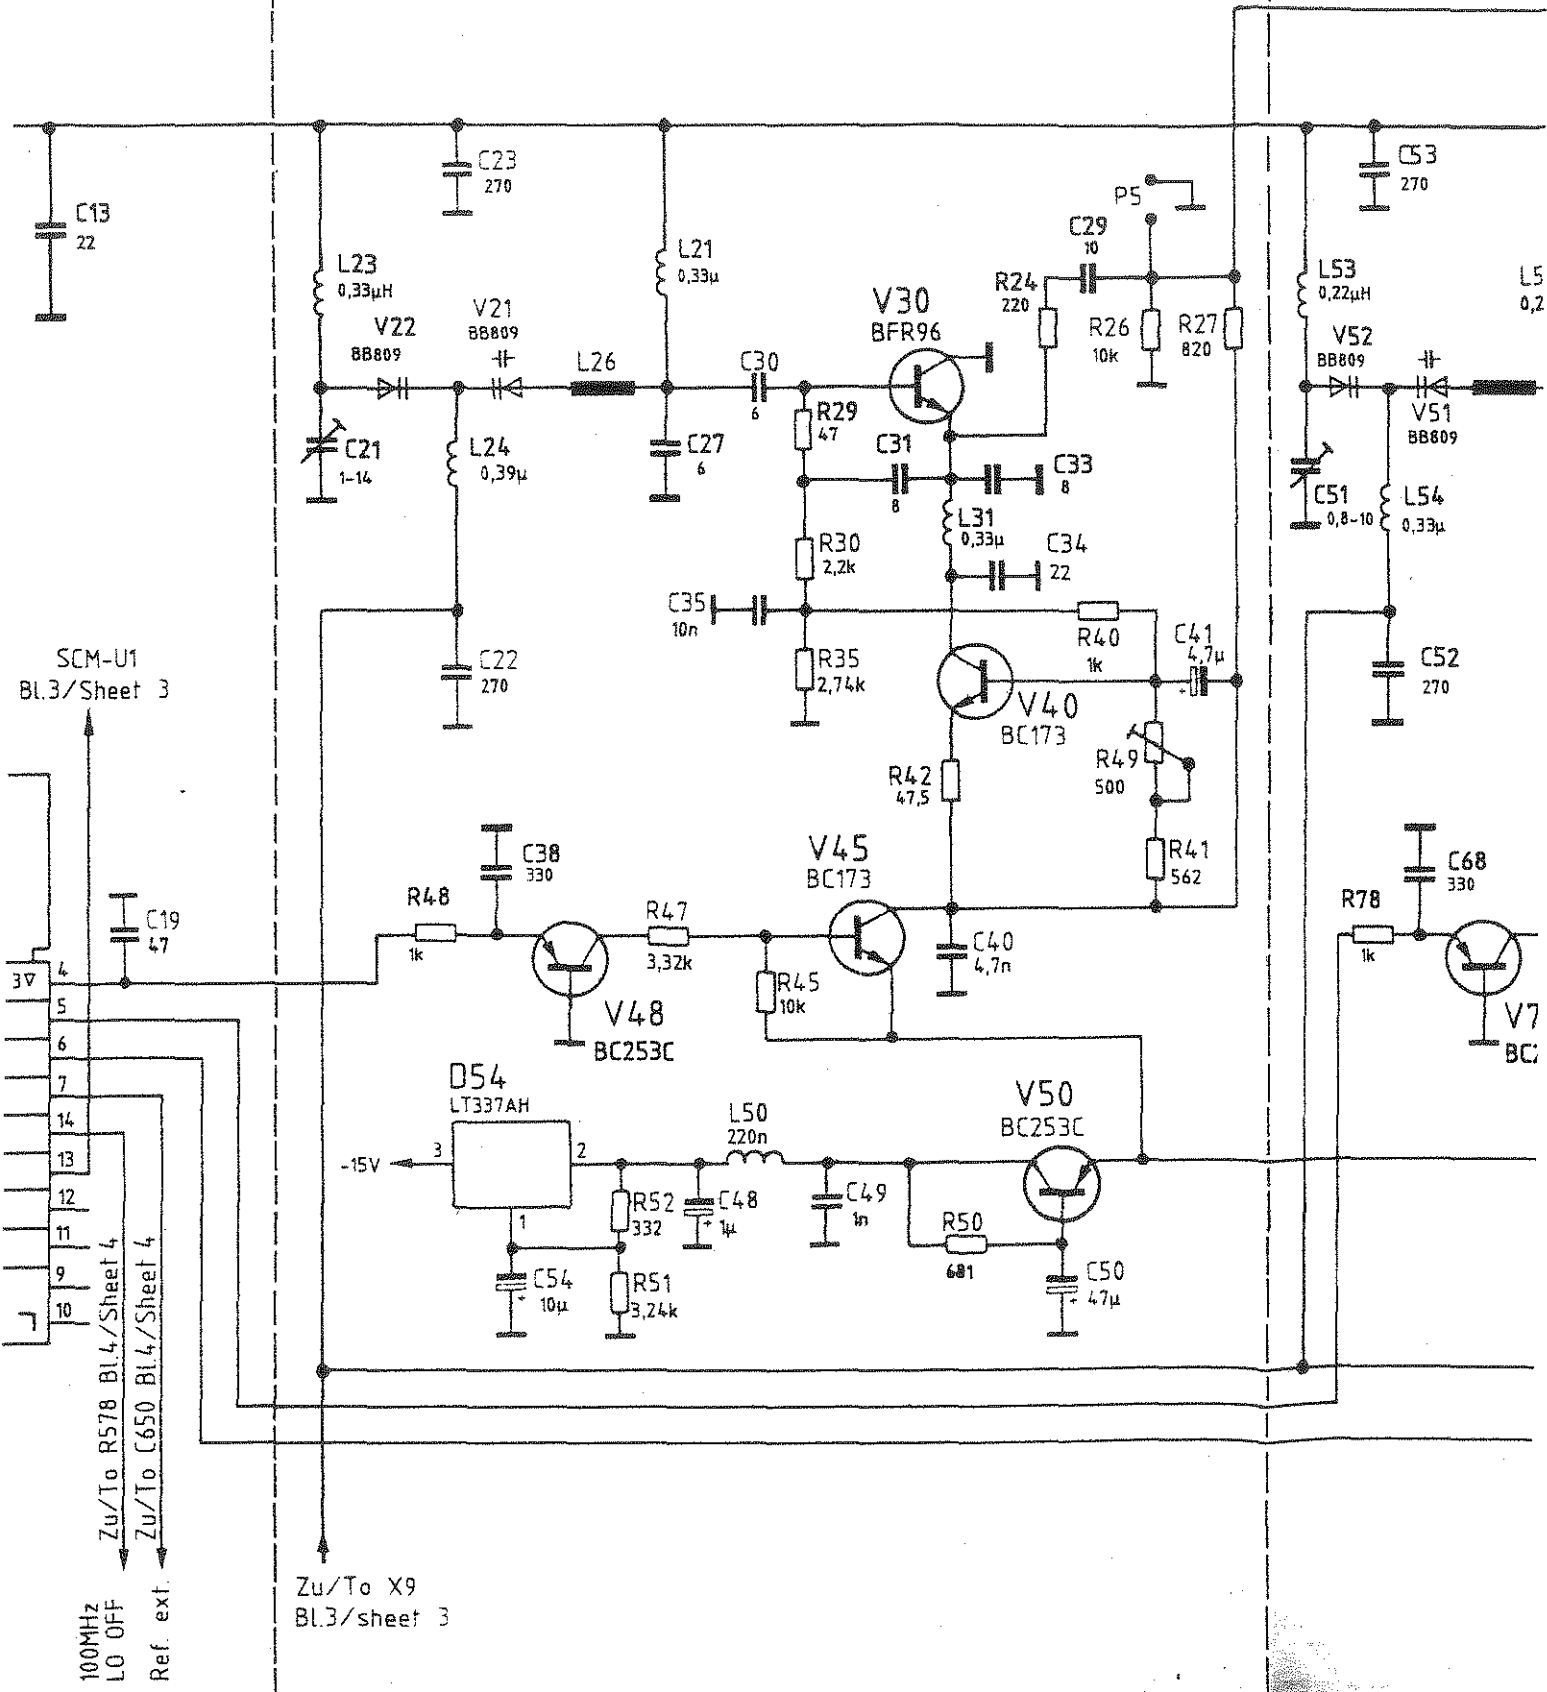 C13
22
C23
270
L23
0,33µH
V22
BB809
V21
BB809
L21
0,33µ
L26
C21
1-14
L24
0,39µ
C27
6
C30
6
R29
47
C31
8
V30
BFR96
R24
220
C29
10
P5
R26
10k
R27
820
C33
8
L31
0,33µ
C34
22
R30
2,2k
C35
10n
R35
2,74k
R40
1k
C41
4,7µ
+
V40
BC173
R49
500
R42
47,5
R41
562
C53
270
L53
0,22µH
L5
0,2
V52
BB809
V51
BB809
C51
0,8-10
L54
0,33µ
C52
270
C22
270
SCM-U1
Bl.3/Sheet 3
C19
47
R48
1k
C38
330
V48
BC253C
R47
3,32k
V45
BC173
R45
10k
C40
4,7n
R78
1k
C68
330
V7
BC2
3
4
5
6
7
14
13
12
11
9
10
D54
LT337AH
-15V
3
2
1
L50
220n
V50
BC253C
R52
332
C48
1µ
+
C49
1n
R50
681
C54
10µ
+
R51
3,24k
C50
47µ
+
Zu/To R578 Bl.4/Sheet 4
Zu/To C650 Bl.4/Sheet 4
100MHz
LO OFF
Ref. ext.
Zu/To X9
Bl.3/sheet 3